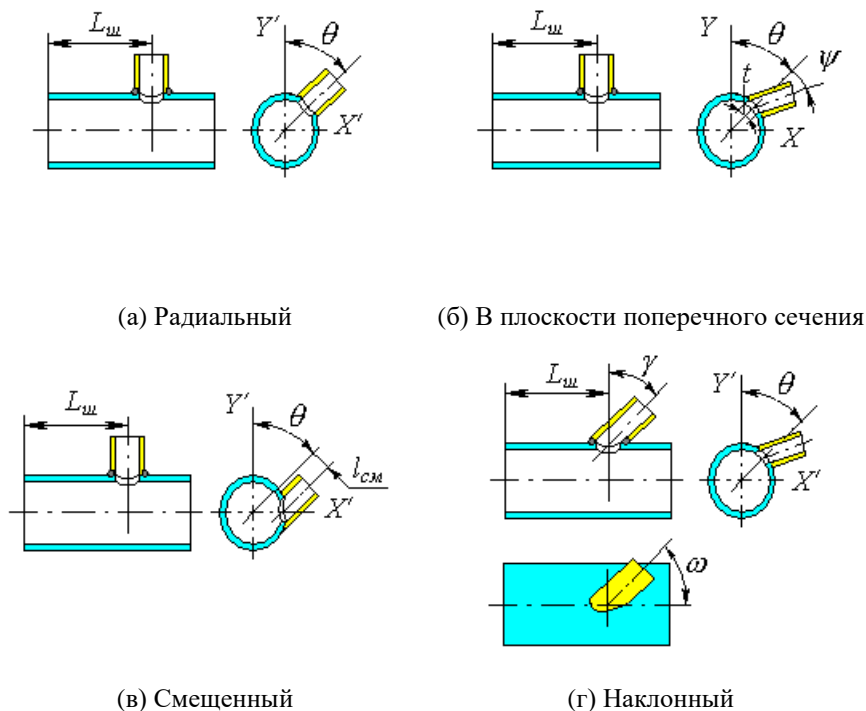 Lш Y' θ
X'
(а) Радиальный
Lш Y θ
t ψ
X
(б) В плоскости поперечного сечения
Lш Y' θ
lсм
X'
(в) Смещенный
γ
Lш Y' θ
X'
ω
(г) Наклонный